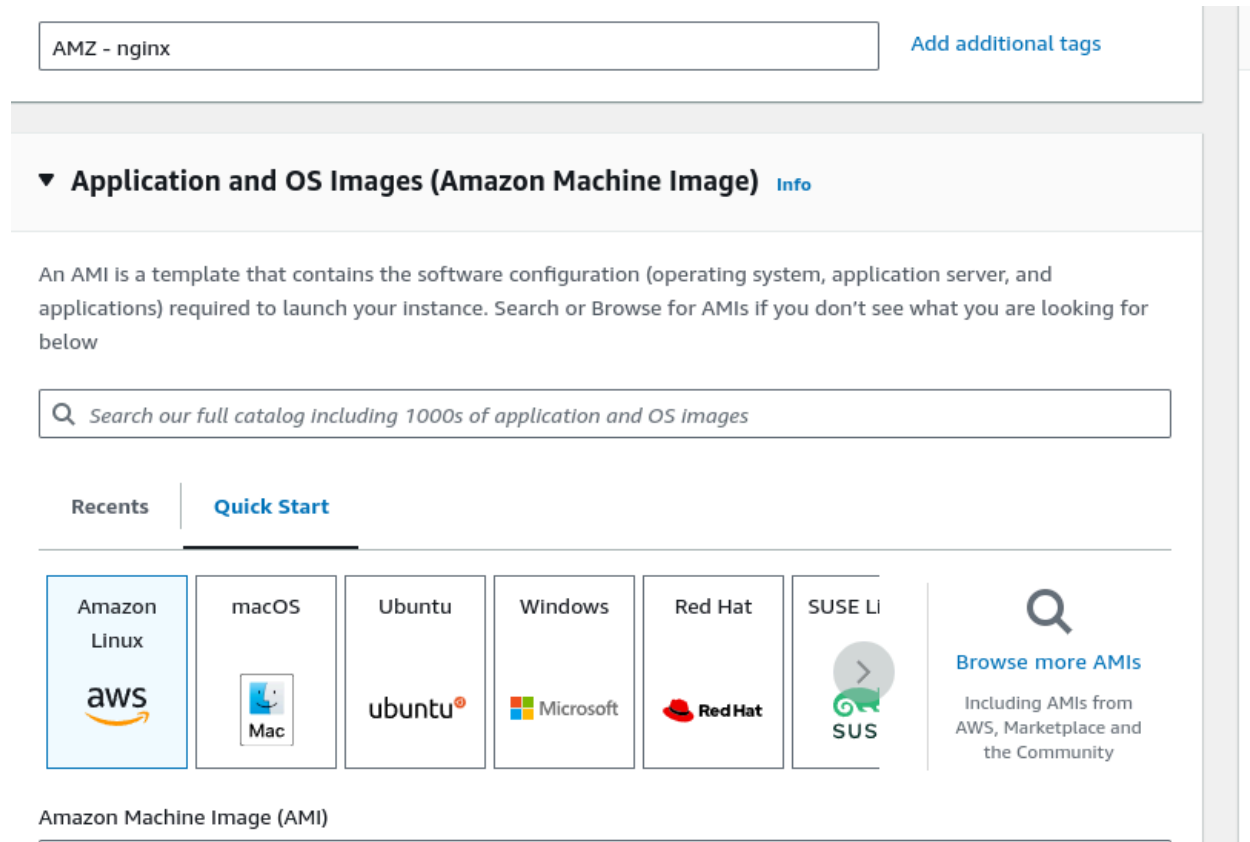 AMZ - nginx
Add additional tags
Application and OS Images (Amazon Machine Image) Info
An AMI is a template that contains the software configuration (operating system, application server, and
applications) required to launch your instance. Search or Browse for AMIs if you don’t see what you are looking for
below
Search our full catalog including 1000s of application and OS images
Recents
Quick Start
Amazon
Linux
aws
macOS
Mac
Ubuntu
ubuntu
Windows
Microsoft
Red Hat
Red Hat
SUSE Li
SUS
Browse more AMIs
Including AMIs from
AWS, Marketplace and
the Community
Amazon Machine Image (AMI)